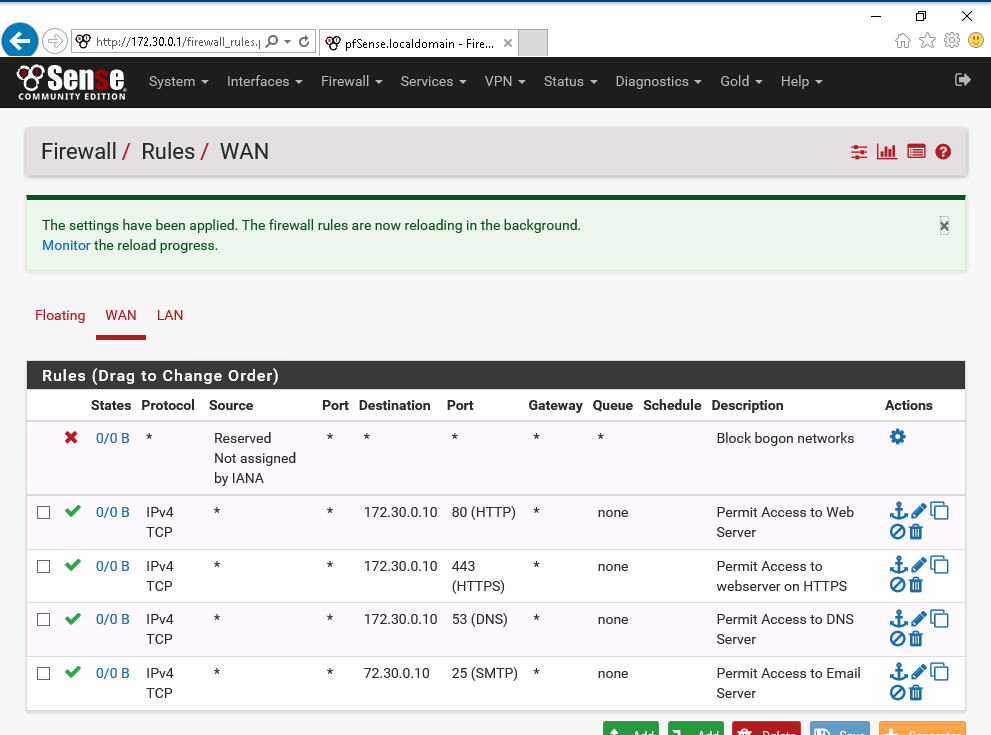 http://172.30.0.1/firewall_rules.p
pfSense.localdomain - Fire...
Sense
COMMUNITY EDITION
System Interfaces Firewall Services VPN Status Diagnostics Gold Help
Firewall / Rules / WAN
The settings have been applied. The firewall rules are now reloading in the background.
Monitor the reload progress.
Floating WAN LAN
Rules (Drag to Change Order)
States Protocol Source Port Destination Port Gateway Queue Schedule Description Actions
0/0 B * Reserved * * * * * Block bogon networks
Not assigned
by IANA
0/0 B IPv4 * * 172.30.0.10 80 (HTTP) * none Permit Access to Web
TCP Server
0/0 B IPv4 * * 172.30.0.10 443 * none Permit Access to
TCP (HTTPS) webserver on HTTPS
0/0 B IPv4 * * 172.30.0.10 53 (DNS) * none Permit Access to DNS
TCP Server
0/0 B IPv4 * * 72.30.0.10 25 (SMTP) * none Permit Access to Email
TCP Server
Add Add Delete Save Separator